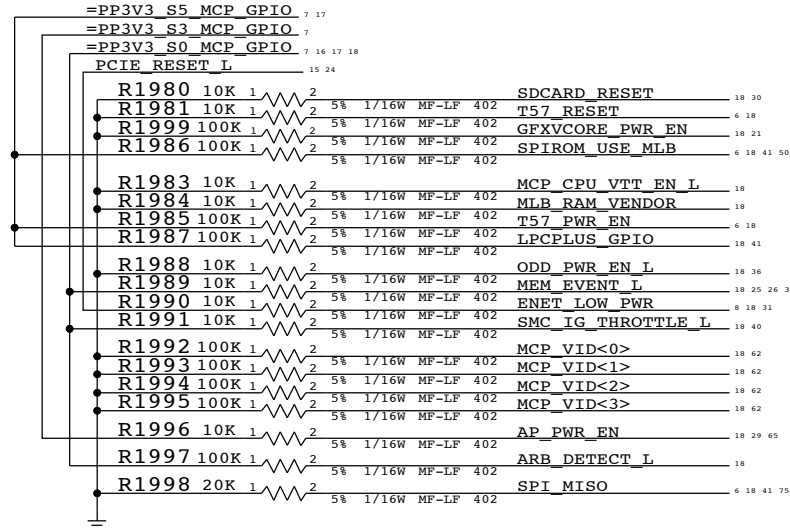 =PP3V3_S5_MCP_GPIO 7 17
=PP3V3_S3_MCP_GPIO 7
=PP3V3_S0_MCP_GPIO 7 16 17 18
PCIE_RESET_L 15 24
R1980 10K 1 2 SDCARD_RESET 18 30
5% 1/16W MF-LF 402
R1981 10K 1 2 T57_RESET 6 18
5% 1/16W MF-LF 402
R1999 100K 1 2 GFXVCORE_PWR_EN 18 21
5% 1/16W MF-LF 402
R1986 100K 1 2 SPIROM_USE_MLB 6 18 41 50
5% 1/16W MF-LF 402
R1983 10K 1 2 MCP_CPU_VTT_EN_L 18
5% 1/16W MF-LF 402
R1984 10K 1 2 MLB_RAM_VENDOR 18
5% 1/16W MF-LF 402
R1985 100K 1 2 T57_PWR_EN 6 18
5% 1/16W MF-LF 402
R1987 100K 1 2 LPCPLUS_GPIO 18 41
5% 1/16W MF-LF 402
R1988 10K 1 2 ODD_PWR_EN_L 18 36
5% 1/16W MF-LF 402
R1989 10K 1 2 MEM_EVENT_L 18 25 26 3
5% 1/16W MF-LF 402
R1990 10K 1 2 ENET_LOW_PWR 8 18 31
5% 1/16W MF-LF 402
R1991 10K 1 2 SMC_IG_THROTTLE_L 18 40
5% 1/16W MF-LF 402
R1992 100K 1 2 MCP_VID<0> 18 62
5% 1/16W MF-LF 402
R1993 100K 1 2 MCP_VID<1> 18 62
5% 1/16W MF-LF 402
R1994 100K 1 2 MCP_VID<2> 18 62
5% 1/16W MF-LF 402
R1995 100K 1 2 MCP_VID<3> 18 62
5% 1/16W MF-LF 402
R1996 10K 1 2 AP_PWR_EN 18 29 65
5% 1/16W MF-LF 402
R1997 100K 1 2 ARB_DETECT_L 18
5% 1/16W MF-LF 402
R1998 20K 1 2 SPI_MISO 6 18 41 75
5% 1/16W MF-LF 402